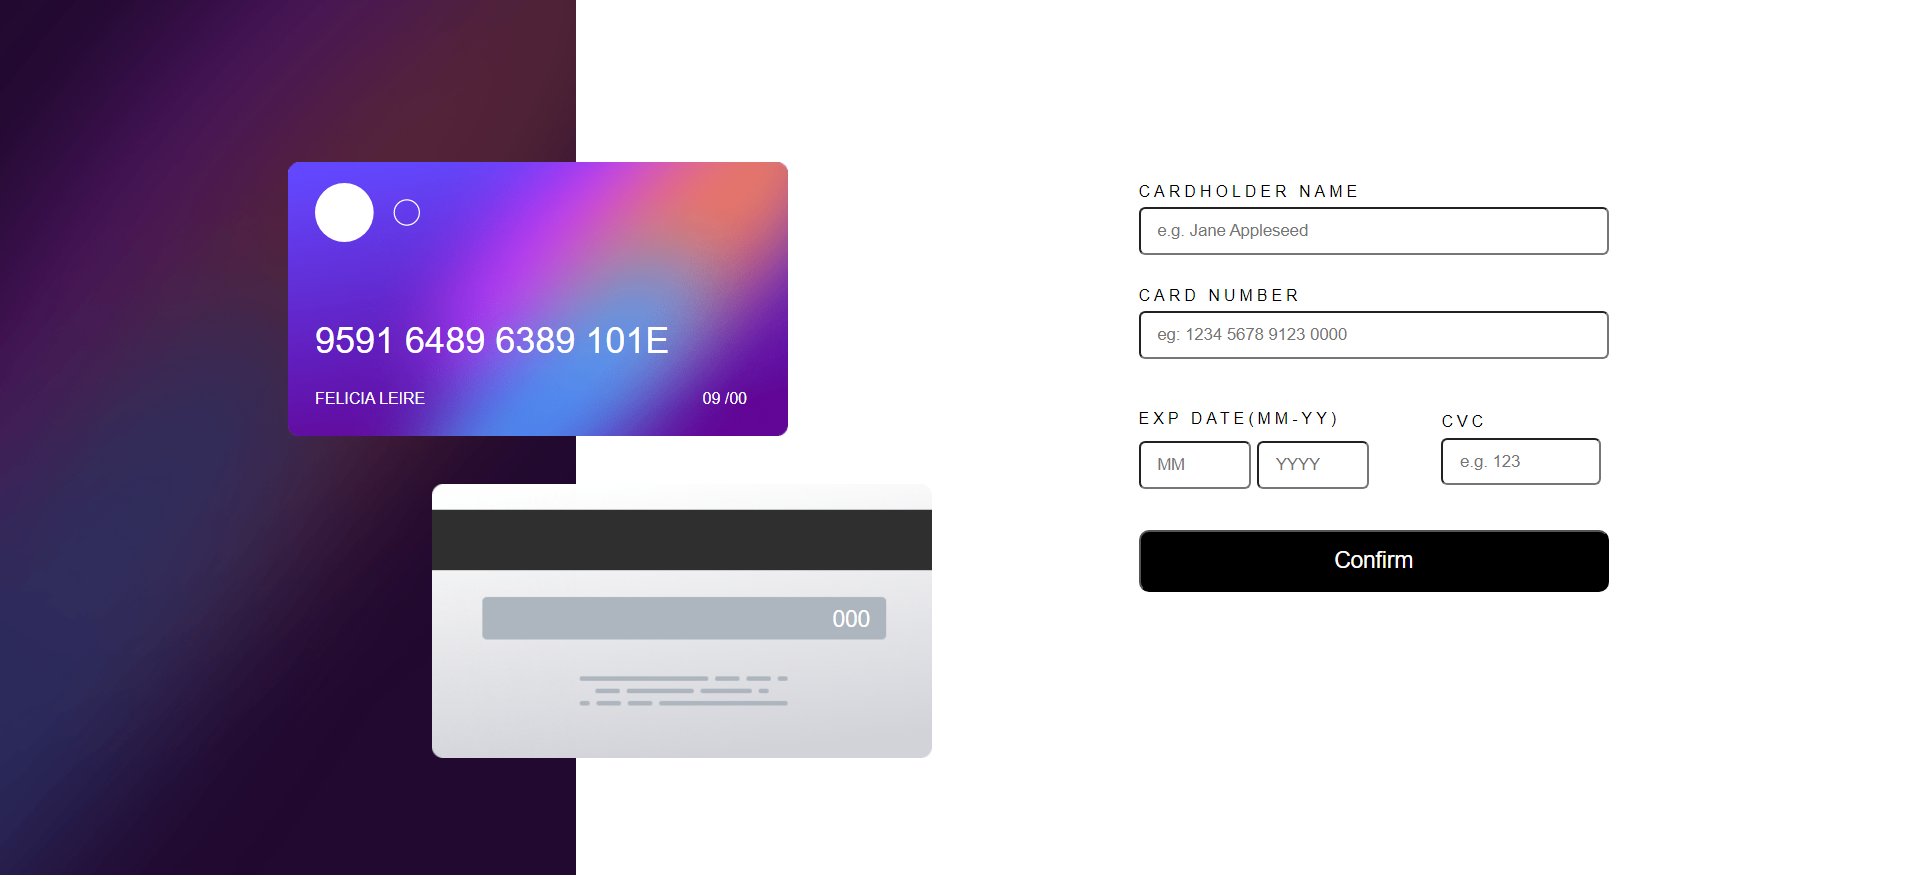 9591 6489 6389 101E
FELICIA LEIRE
09 /00
000
CARDHOLDER NAME
e.g. Jane Appleseed
CARD NUMBER
eg: 1234 5678 9123 0000
EXP DATE(MM-YY)
CVC
MM
YYYY
e.g. 123
Confirm